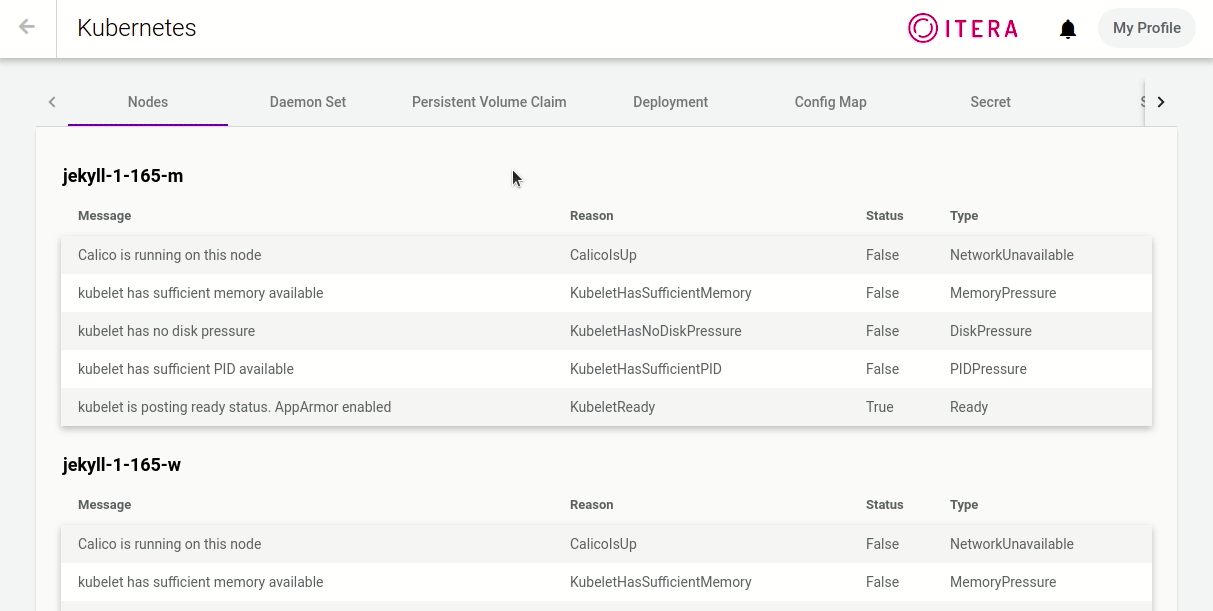 Kubernetes
ITERA
My Profile
Nodes Daemon Set Persistent Volume Claim Deployment Config Map Secret
jekyll-1-165-m
Message Reason Status Type
Calico is running on this node CalicoIsUp False NetworkUnavailable
kubelet has sufficient memory available KubeletHasSufficientMemory False MemoryPressure
kubelet has no disk pressure KubeletHasNoDiskPressure False DiskPressure
kubelet has sufficient PID available KubeletHasSufficientPID False PIDPressure
kubelet is posting ready status. AppArmor enabled KubeletReady True Ready
jekyll-1-165-w
Message Reason Status Type
Calico is running on this node CalicoIsUp False NetworkUnavailable
kubelet has sufficient memory available KubeletHasSufficientMemory False MemoryPressure